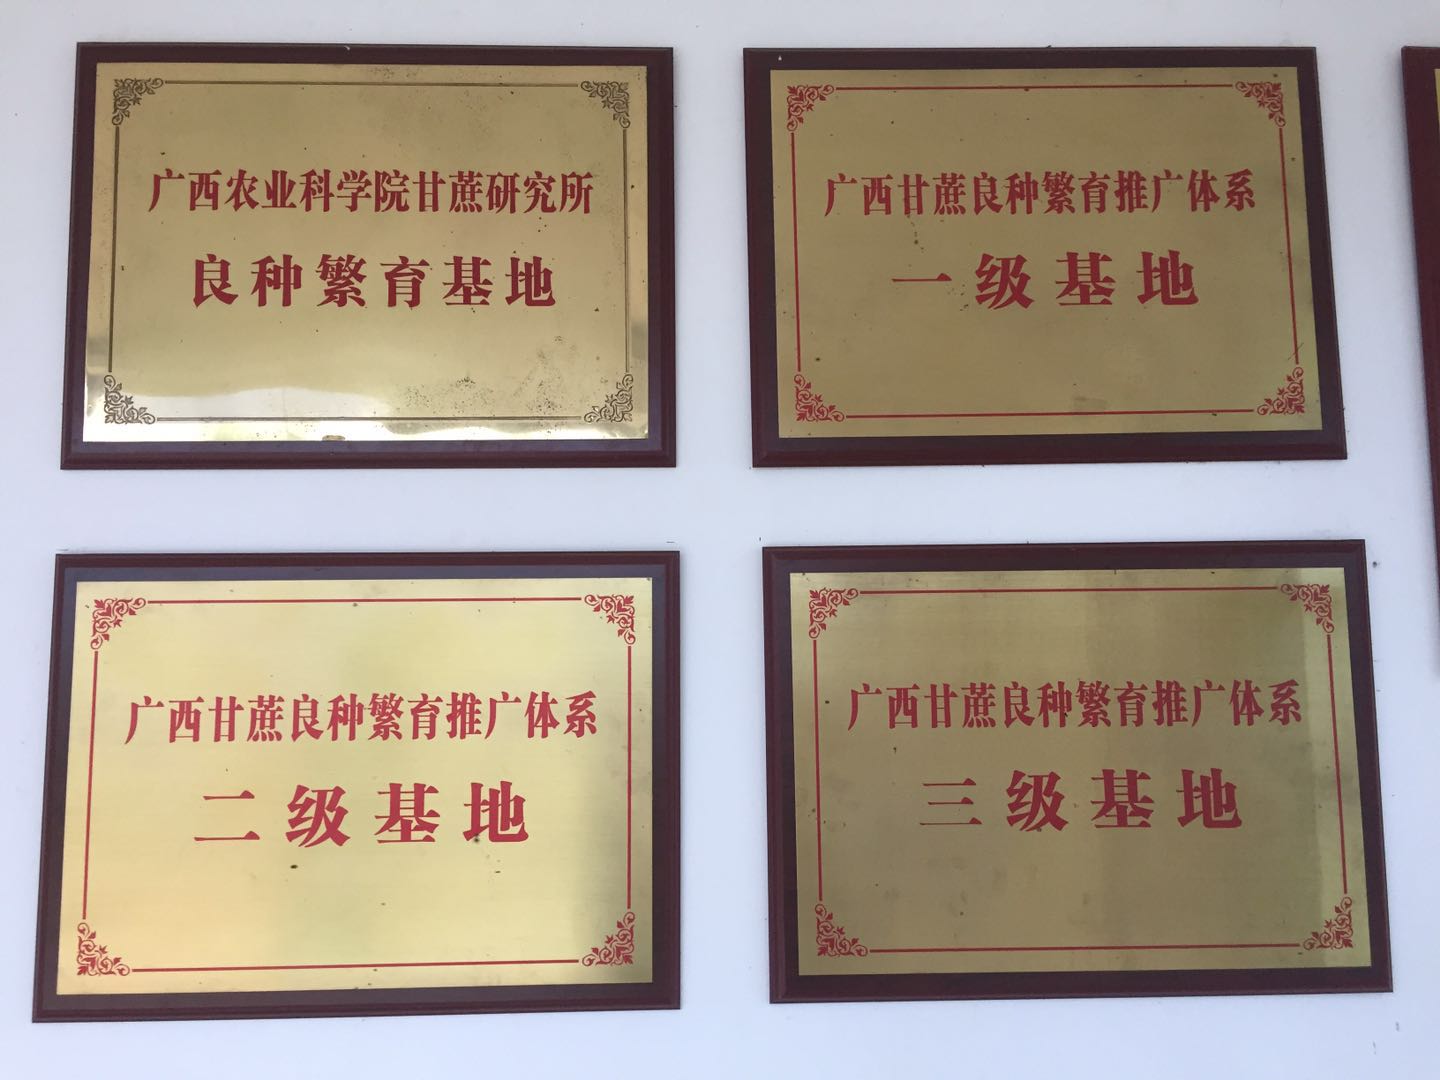 广西农业科学院甘蔗研究所
良种繁育基地
广西甘蔗良种繁育推广体系
一级基地
广西甘蔗良种繁育推广体系
二级基地
广西甘蔗良种繁育推广体系
三级基地